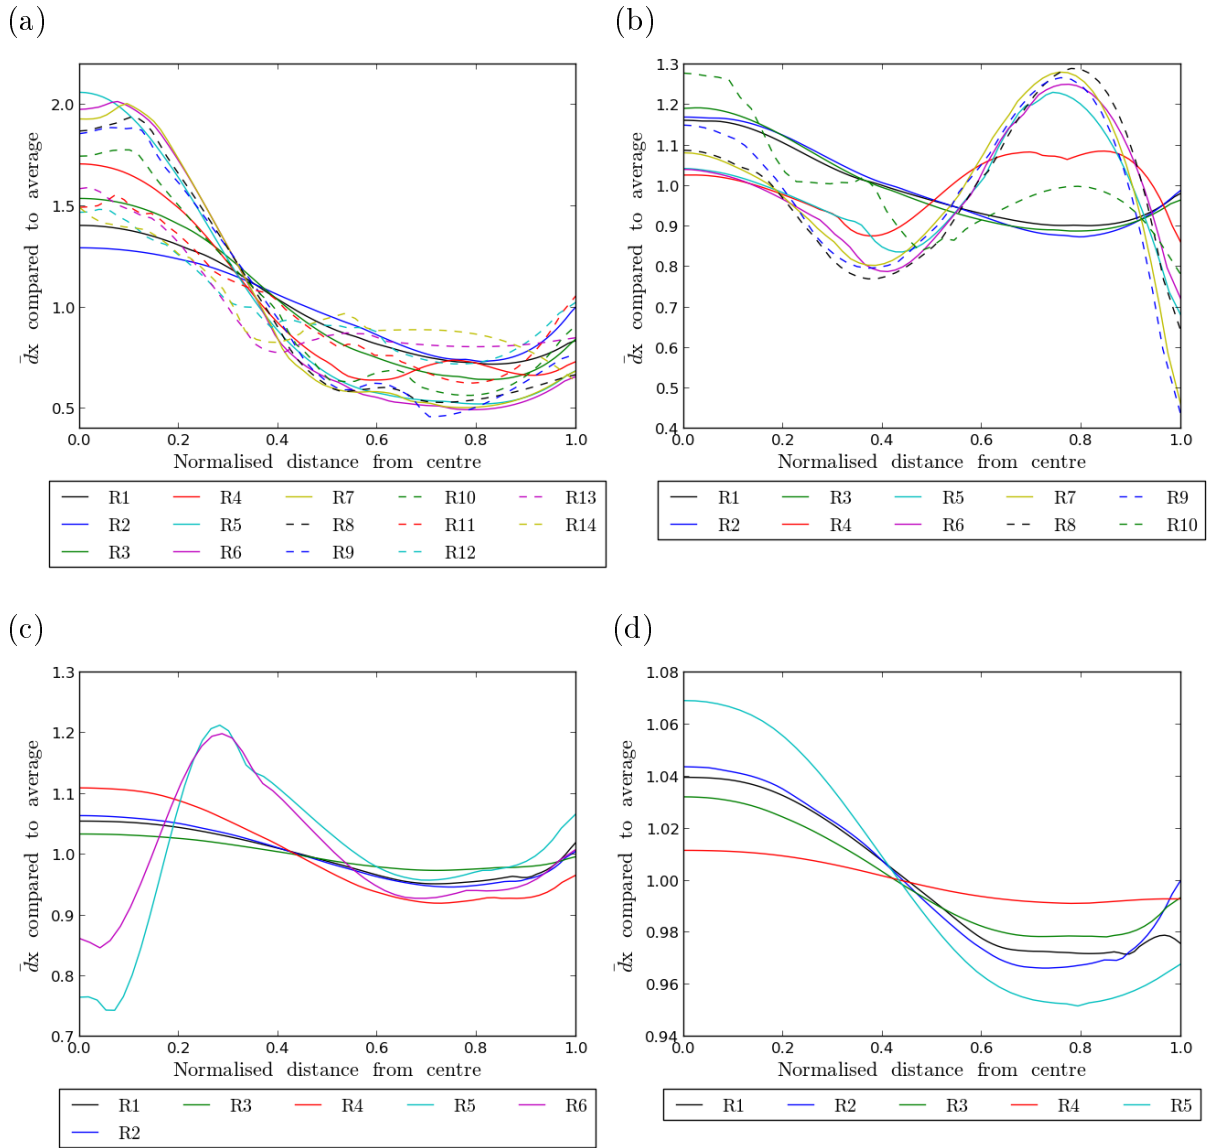 (a)
d̄x compared to average
2.0
1.5
1.0
0.5
0.0 0.2 0.4 0.6 0.8 1.0
Normalised distance from centre
R1 R4 R7 R10 R13
R2 R5 R8 R11 R14
R3 R6 R9 R12
(b)
d̄x compared to average
1.3
1.2
1.1
1.0
0.9
0.8
0.7
0.6
0.5
0.4
0.0 0.2 0.4 0.6 0.8 1.0
Normalised distance from centre
R1 R3 R5 R7 R9
R2 R4 R6 R8 R10
(c)
d̄x compared to average
1.3
1.2
1.1
1.0
0.9
0.8
0.7
0.0 0.2 0.4 0.6 0.8 1.0
Normalised distance from centre
R1 R3 R4 R5 R6
R2
(d)
d̄x compared to average
1.08
1.06
1.04
1.02
1.00
0.98
0.96
0.94
0.0 0.2 0.4 0.6 0.8 1.0
Normalised distance from centre
R1 R2 R3 R4 R5